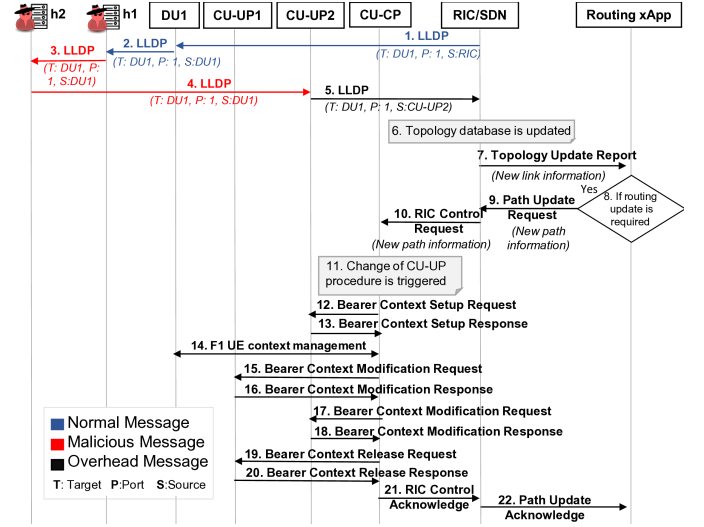 h2
h1
DU1
CU-UP1
CU-UP2
CU-CP
RIC/SDN
Routing xApp
1. LLDP
(T: DU1, P: 1, S:RIC)
2. LLDP
(T: DU1, P: 1, S:DU1)
3. LLDP
(T: DU1, P:
1, S:DU1)
4. LLDP
(T: DU1, P: 1, S:DU1)
5. LLDP
(T: DU1, P: 1, S:CU-UP2)
6. Topology database is updated
7. Topology Update Report
(New link information)
Yes
8. If routing
update is
required
9. Path Update
Request
(New path
information)
10. RIC Control
Request
(New path information)
11. Change of CU-UP
procedure is triggered
12. Bearer Context Setup Request
13. Bearer Context Setup Response
14. F1 UE context management
15. Bearer Context Modification Request
16. Bearer Context Modification Response
17. Bearer Context Modification Request
18. Bearer Context Modification Response
19. Bearer Context Release Request
20. Bearer Context Release Response
21. RIC Control
Acknowledge
22. Path Update
Acknowledge
Normal Message
Malicious Message
Overhead Message
T: Target P:Port S:Source